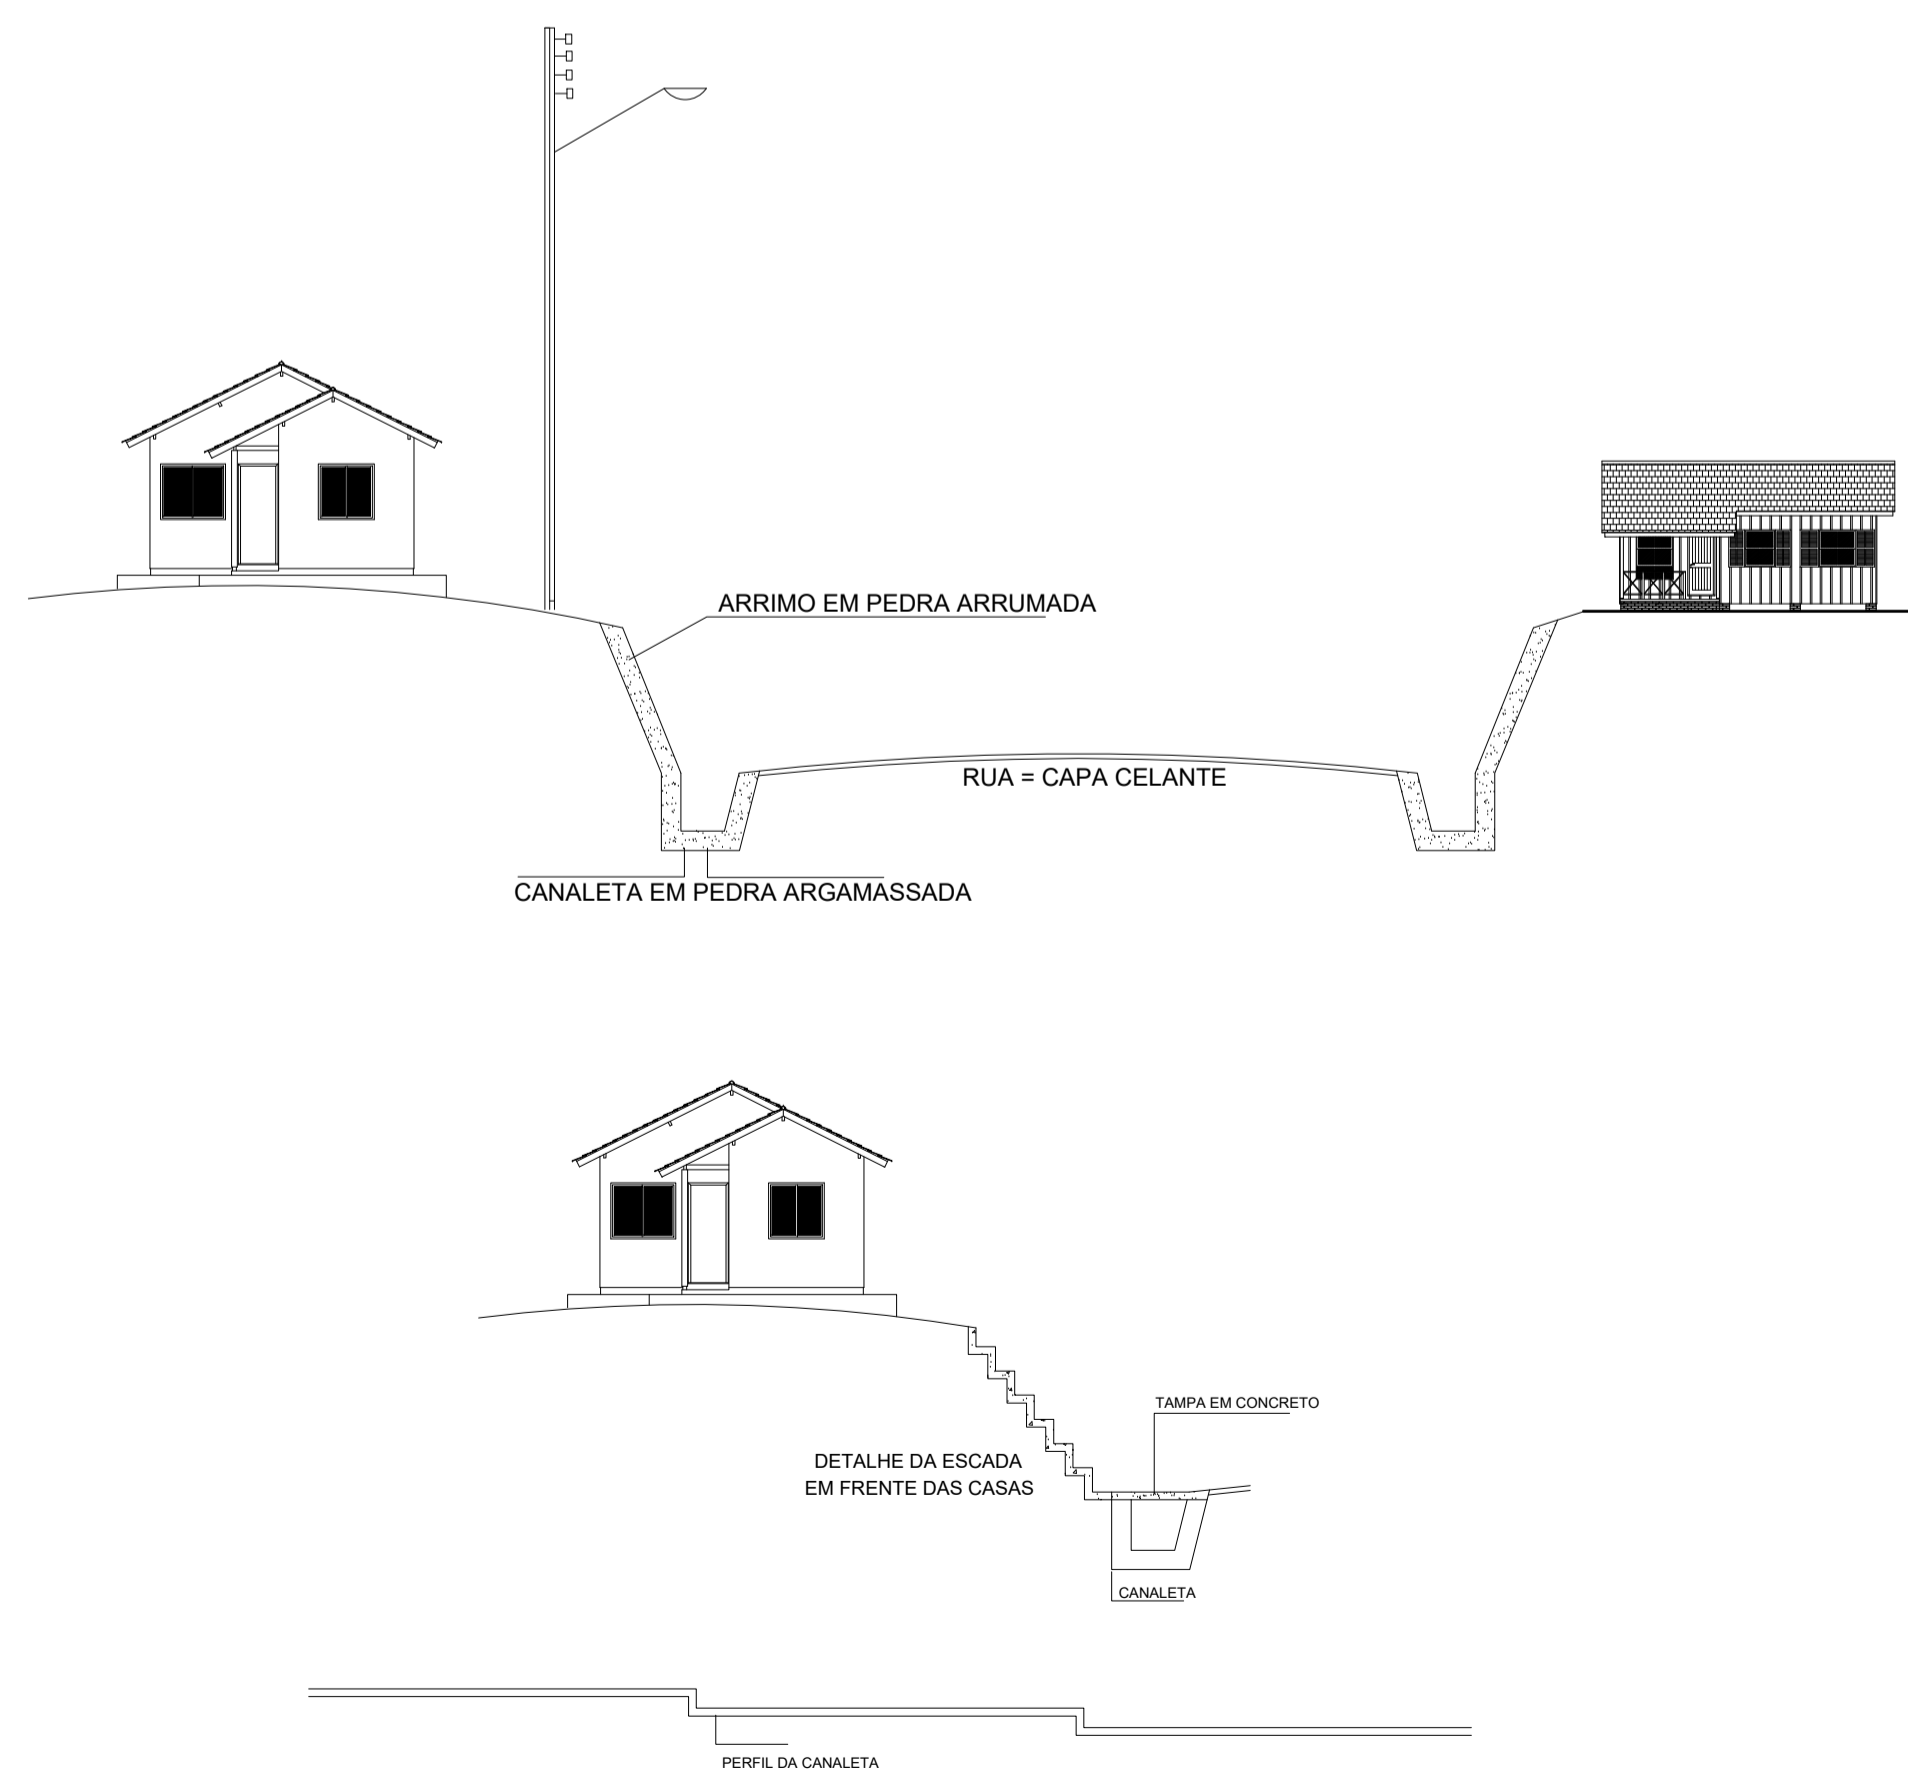 ARRIMO EM PEDRA ARRUMADA
RUA = CAPA CELANTE
CANALETA EM PEDRA ARGAMASSADA
TAMPA EM CONCRETO
DETALHE DA ESCADA
EM FRENTE DAS CASAS
CANALETA
PERFIL DA CANALETA